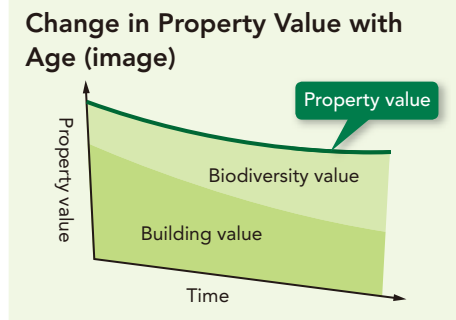 Change in Property Value with
Age (image)
Property value
Property value
Biodiversity value
Building value
Time